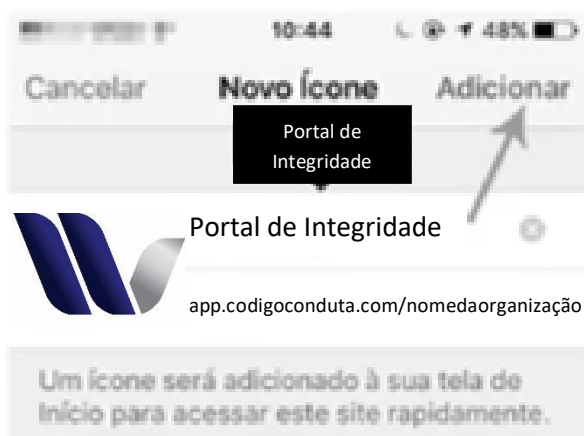 10:44 48%
Cancelar Novo Ícone Adicionar
Portal de
Integridade
Portal de Integridade
app.codigoconduta.com/nomedaorganização
Um ícone será adicionado à sua tela de
Início para acessar este site rapidamente.